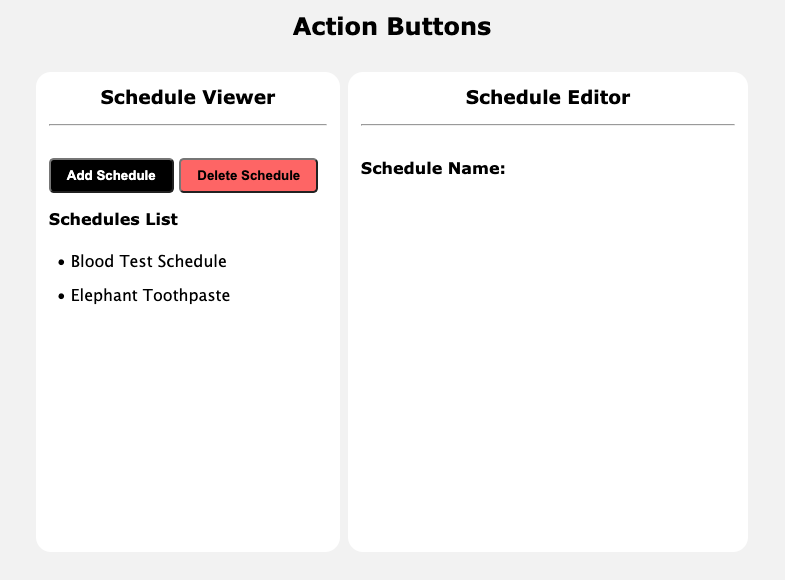 Action Buttons
Schedule Viewer
Add Schedule
Delete Schedule
Schedules List
Blood Test Schedule
Elephant Toothpaste
Schedule Editor
Schedule Name: